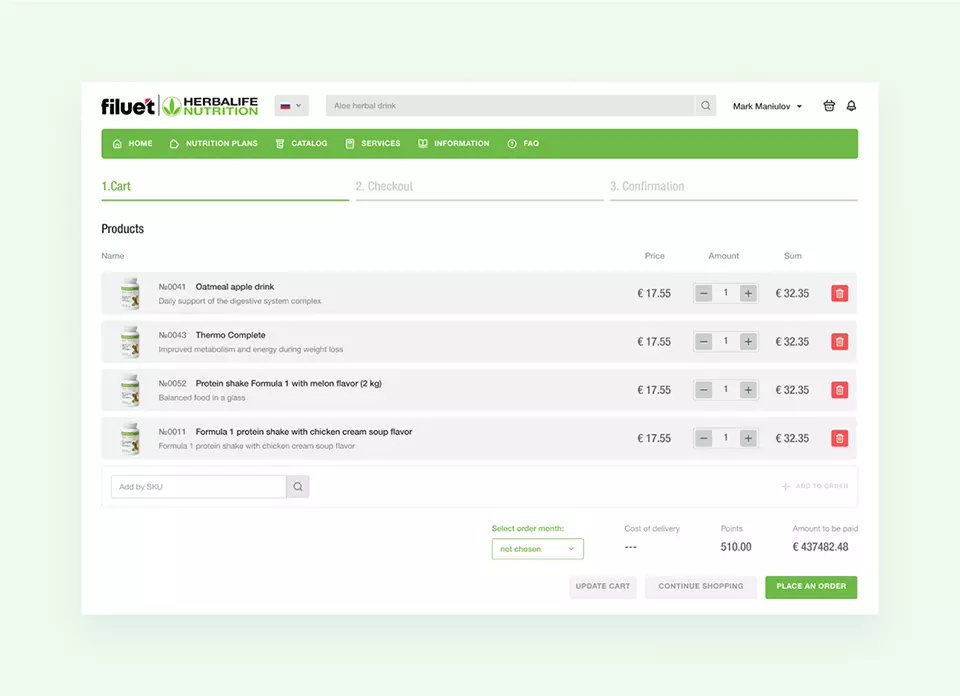 filuet HERBALIFE NUTRITION
Aloe herbal drink
Mark Maniulov
HOME NUTRITION PLANS CATALOG SERVICES INFORMATION FAQ
1.Cart 2. Checkout 3. Confirmation
Products
Name Price Amount Sum
№0041 Oatmeal apple drink
Daily support of the digestive system complex
€ 17.55 − 1 + € 32.35
№0043 Thermo Complete
Improved metabolism and energy during weight loss
€ 17.55 − 1 + € 32.35
№0052 Protein shake Formula 1 with melon flavor (2 kg)
Balanced food in a glass
€ 17.55 − 1 + € 32.35
№0011 Formula 1 protein shake with chicken cream soup flavor
Formula 1 protein shake with chicken cream soup flavor
€ 17.55 − 1 + € 32.35
Add by SKU + ADD TO ORDER
Select order month: Cost of delivery Points Amount to be paid
not chosen --- 510.00 € 437482.48
UPDATE CART CONTINUE SHOPPING PLACE AN ORDER